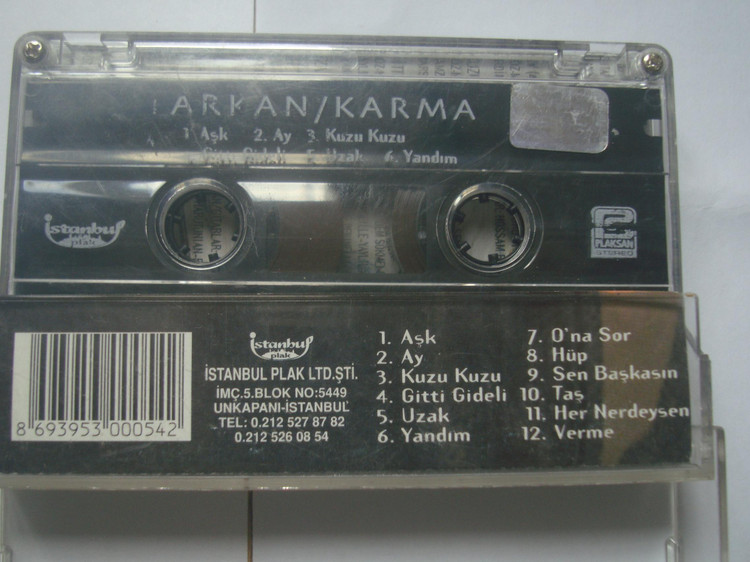 ARKAN/KARMA
1. Aşk 2. Ay 3. Kuzu Kuzu
Gitti Gideli 5. Uzak 6. Yandım
istanbul
plak
PLAKSAN
STEREO
8 693953 000542
istanbul
plak
İSTANBUL PLAK LTD.ŞTİ.
İMÇ.5.BLOK NO:5449
UNKAPANI-İSTANBUL
TEL: 0.212 527 87 82
0.212 526 08 54
1. Aşk
2. Ay
3. Kuzu Kuzu
4. Gitti Gideli
5. Uzak
6. Yandım
7. O'na Sor
8. Hüp
9. Sen Başkasın
10. Taş
11. Her Nerdeysen
12. Verme